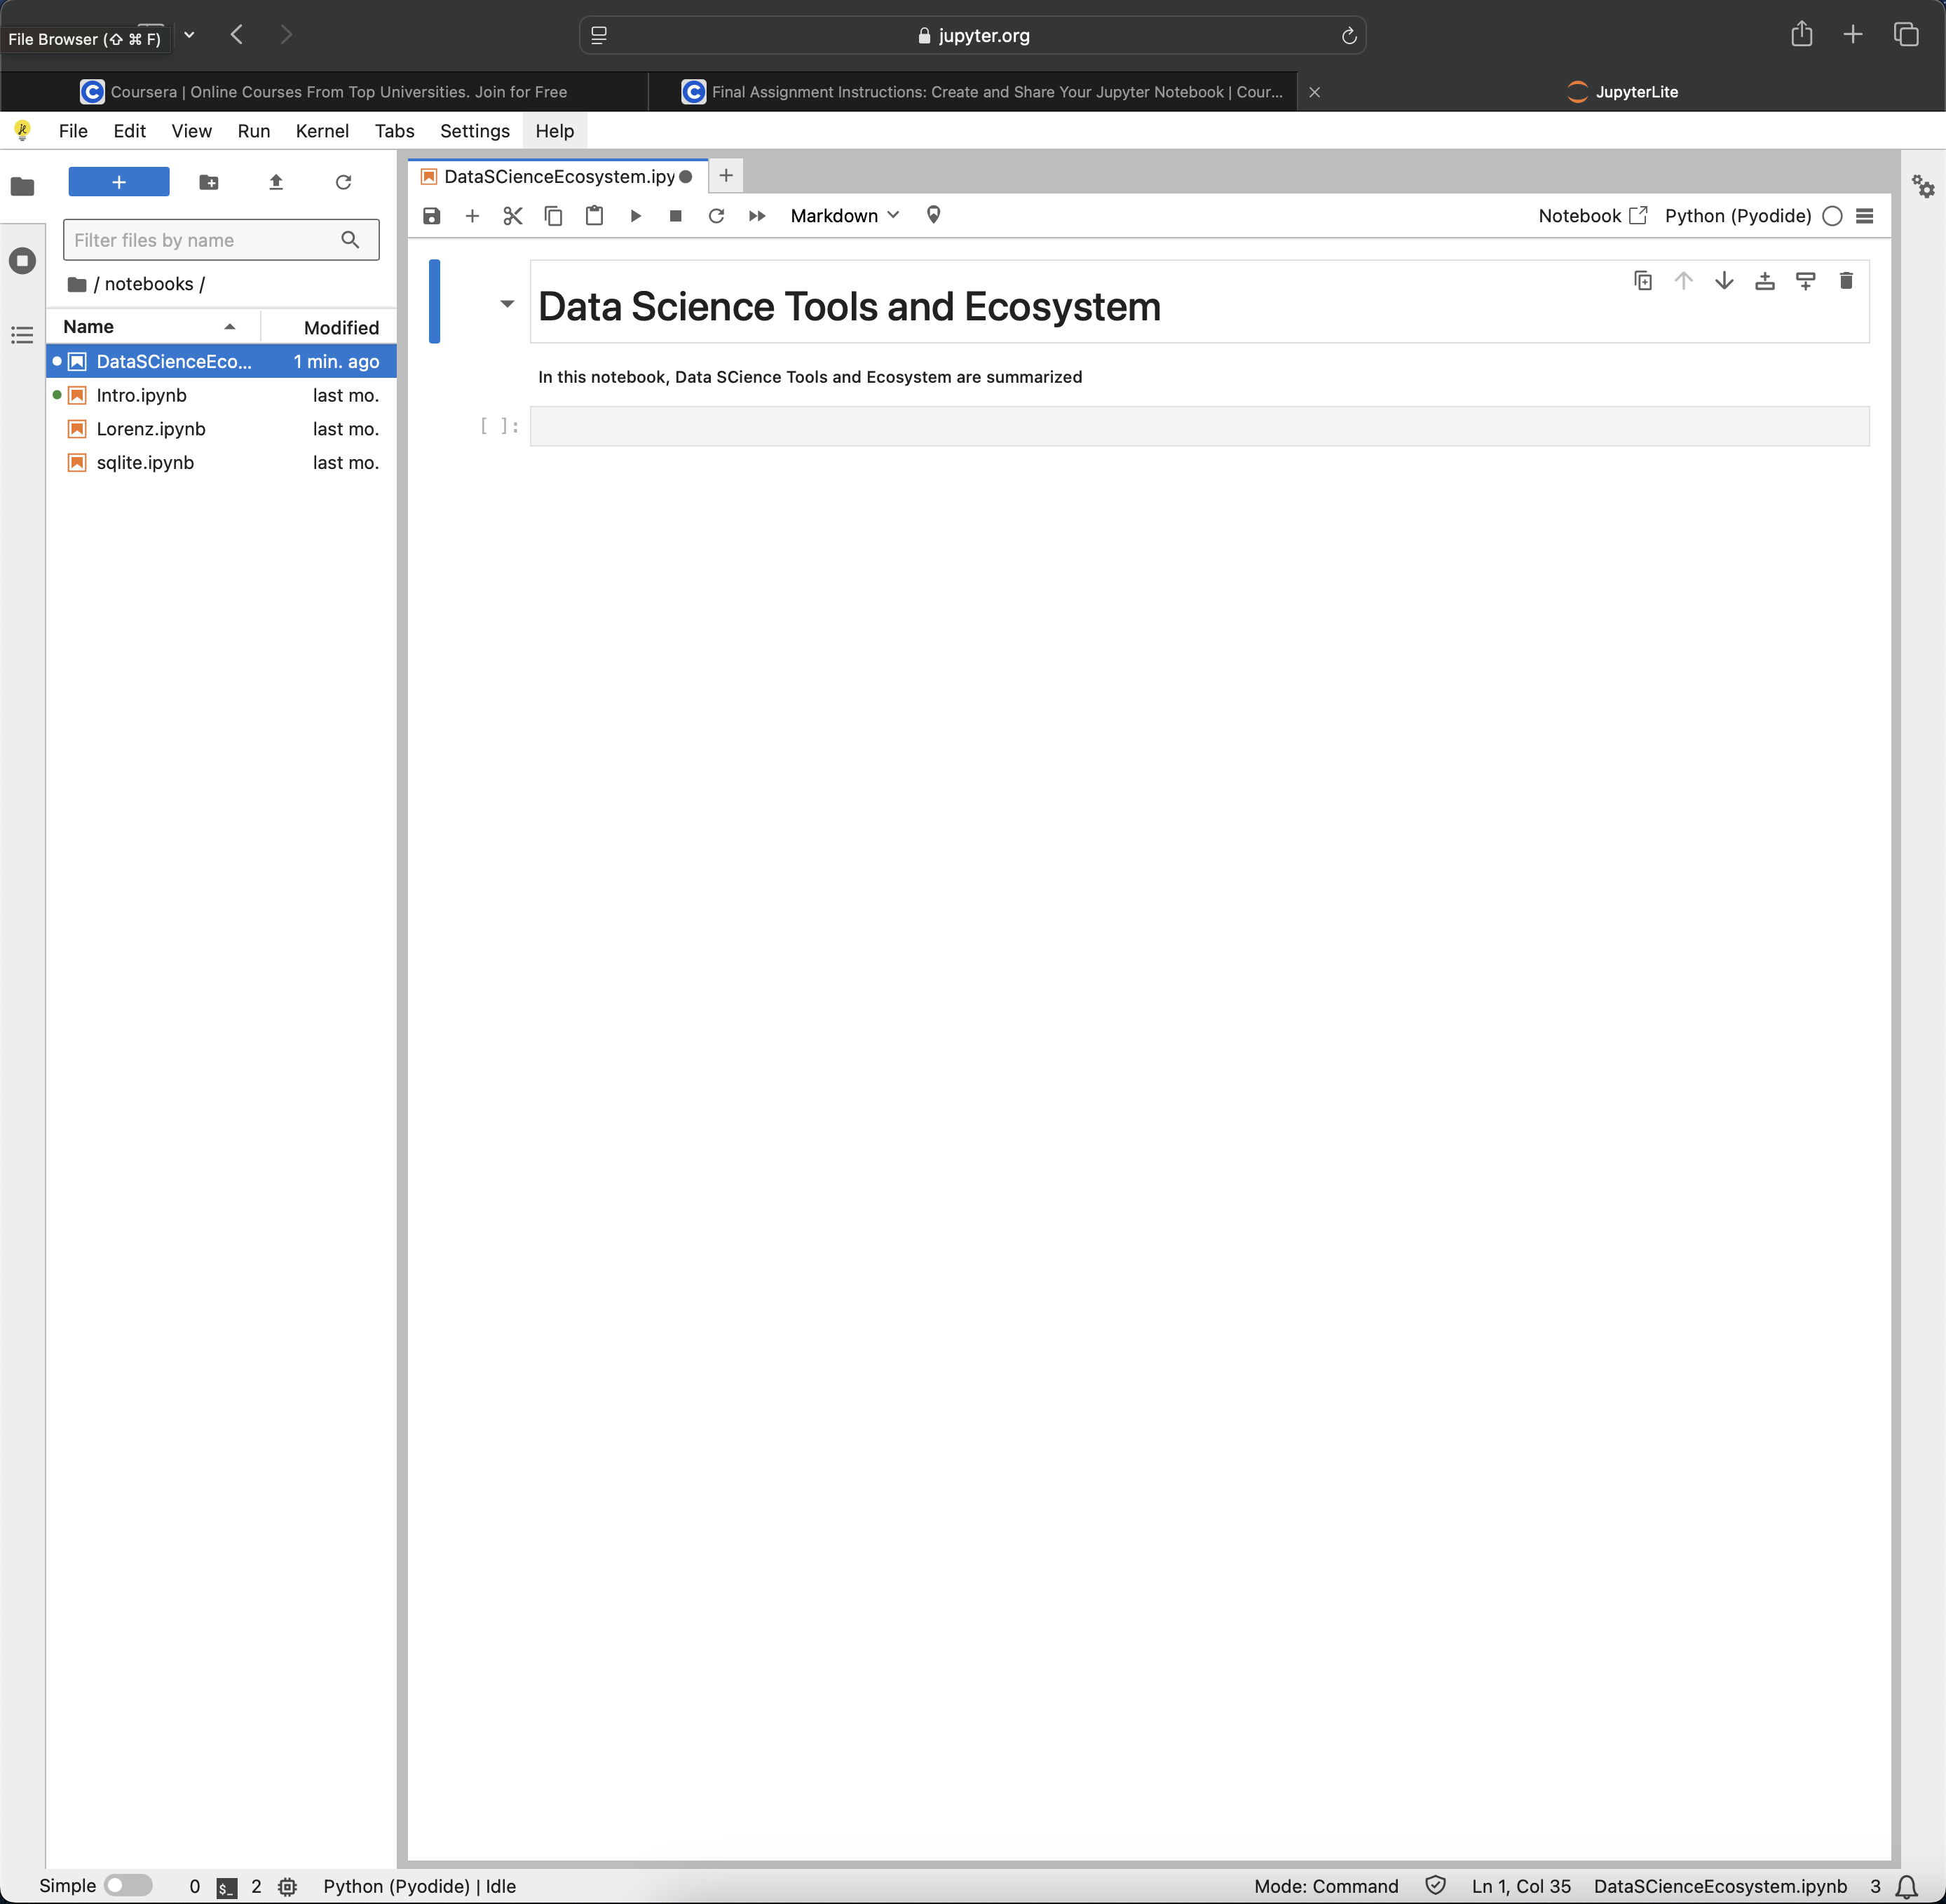 File Browser (⇧ ⌘ F)
jupyter.org
Coursera | Online Courses From Top Universities. Join for Free
Final Assignment Instructions: Create and Share Your Jupyter Notebook | Cour...
JupyterLite
File Edit View Run Kernel Tabs Settings Help
DataSCienceEcosystem.ipy
Markdown
Notebook
Python (Pyodide)
Filter files by name
/ notebooks /
Name Modified
DataSCienceEco... 1 min. ago
Intro.ipynb last mo.
Lorenz.ipynb last mo.
sqlite.ipynb last mo.
Data Science Tools and Ecosystem
In this notebook, Data SCience Tools and Ecosystem are summarized
[ ]:
Simple 0 $_ 2 Python (Pyodide) | Idle
Mode: Command Ln 1, Col 35 DataSCienceEcosystem.ipynb 3